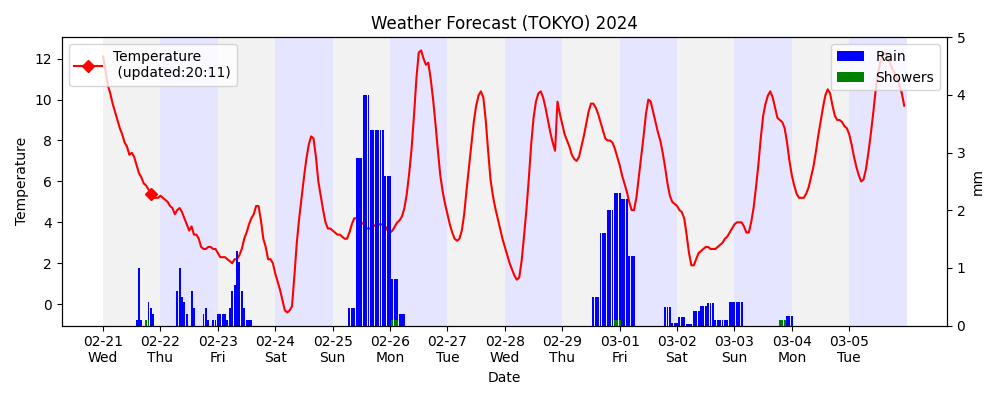 Weather Forecast (TOKYO) 2024
Temperature
(updated:20:11)
Rain
Showers
12
10
8
6
4
2
0
Temperature
5
4
3
2
1
0
mm
02-21 02-22 02-23 02-24 02-25 02-26 02-27 02-28 02-29 03-01 03-02 03-03 03-04 03-05
Wed Thu Fri Sat Sun Mon Tue Wed Thu Fri Sat Sun Mon Tue
Date